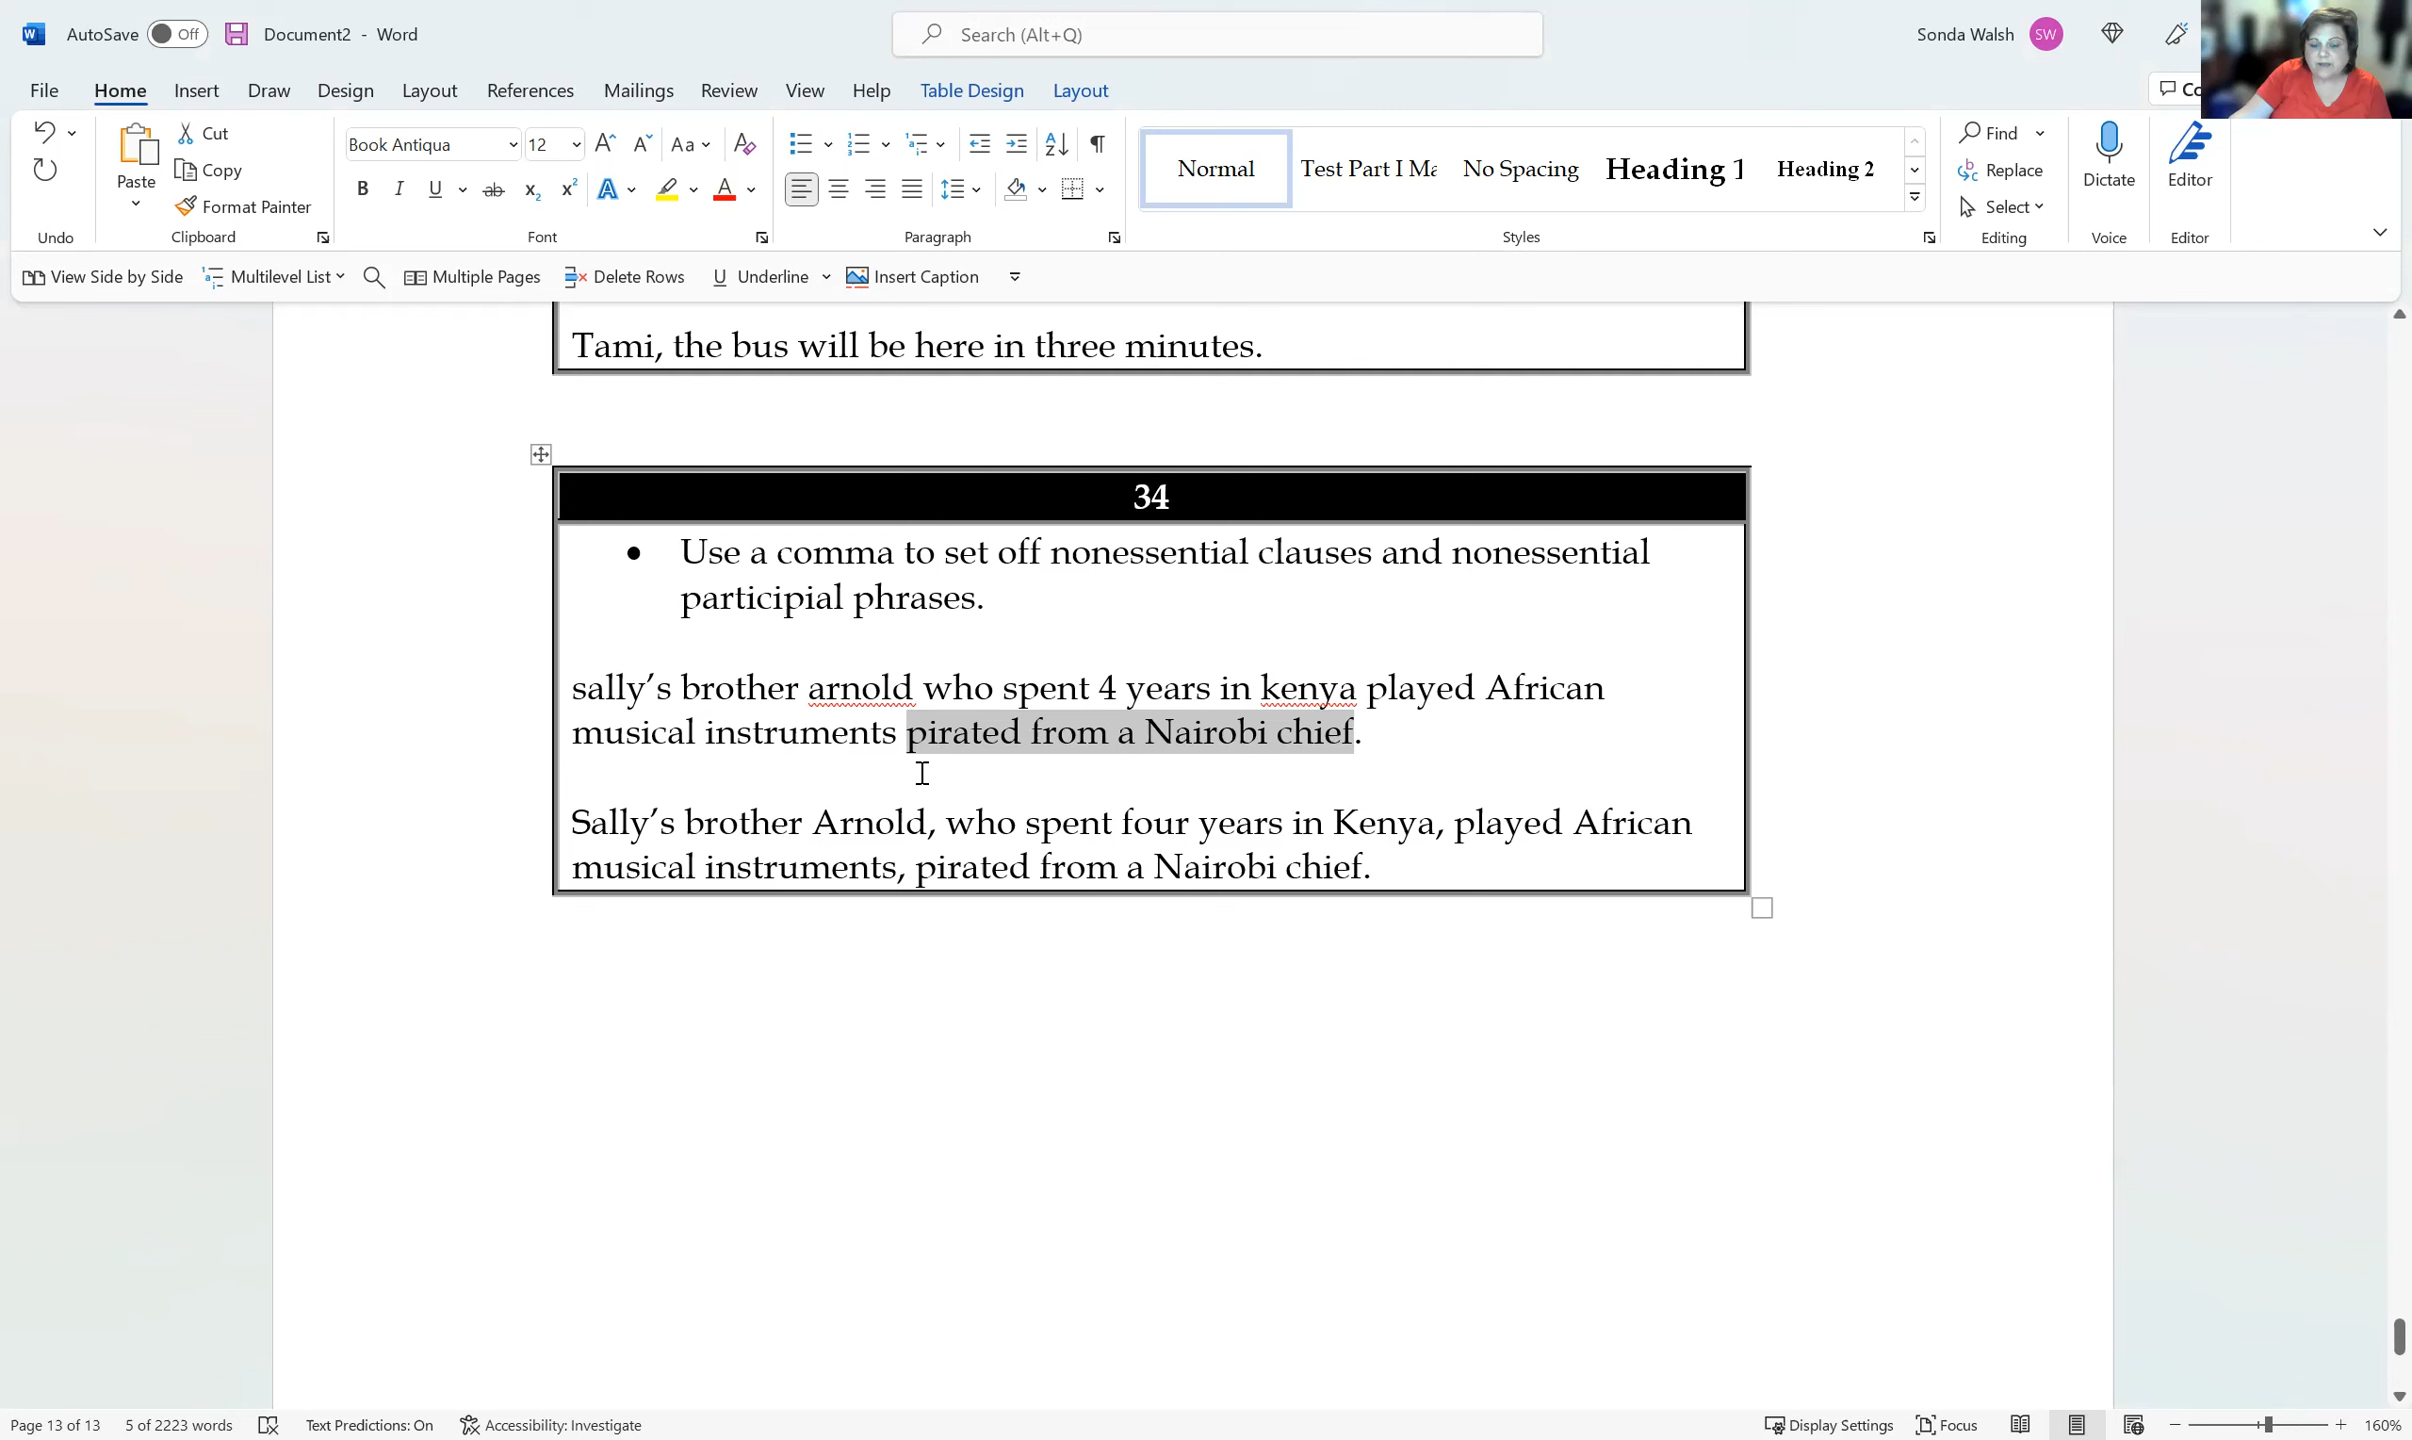 AutoSave Off Document2 - Word Search (Alt+Q) Sonda Walsh SW
File Home Insert Draw Design Layout References Mailings Review View Help Table Design Layout Co
Paste Cut Copy Format Painter
Book Antiqua 12 Aa
Normal Test Part I Ma No Spacing Heading 1 Heading 2
Find Replace Select Dictate Editor
Undo Clipboard Font Paragraph Styles Editing Voice Editor
View Side by Side Multilevel List Multiple Pages Delete Rows Underline Insert Caption
Tami, the bus will be here in three minutes.
34
• Use a comma to set off nonessential clauses and nonessential
participial phrases.
sally’s brother arnold who spent 4 years in kenya played African
musical instruments pirated from a Nairobi chief.
Sally’s brother Arnold, who spent four years in Kenya, played African
musical instruments, pirated from a Nairobi chief.
Page 13 of 13 5 of 2223 words Text Predictions: On Accessibility: Investigate Display Settings Focus 160%